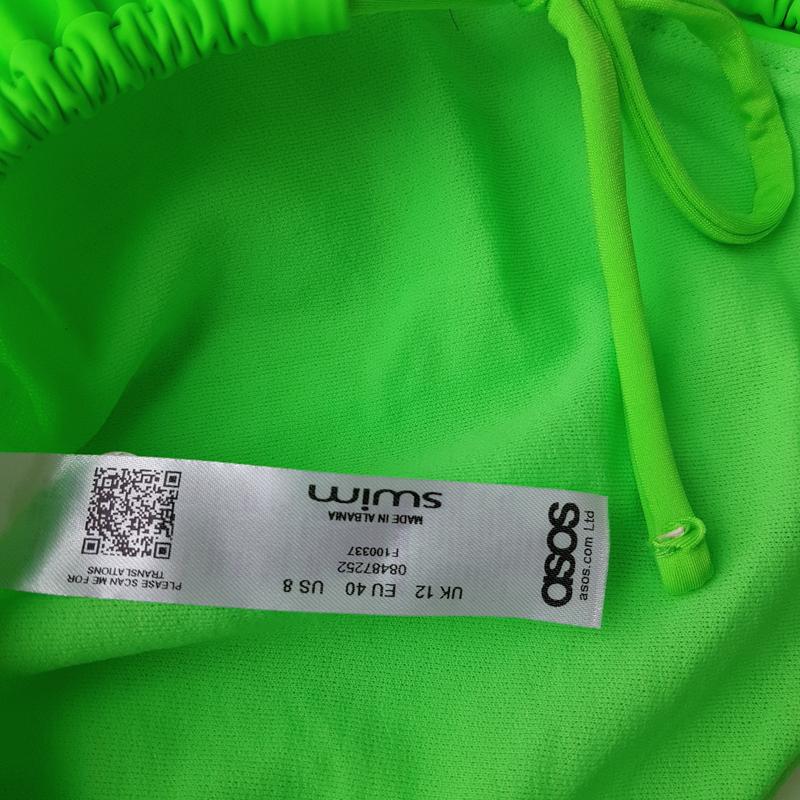 asos
asos.com Ltd
swim
MADE IN ALBANIA
F100337
08487252
UK 12 EU 40 US 8
PLEASE SCAN ME FOR
TRANSLATIONS